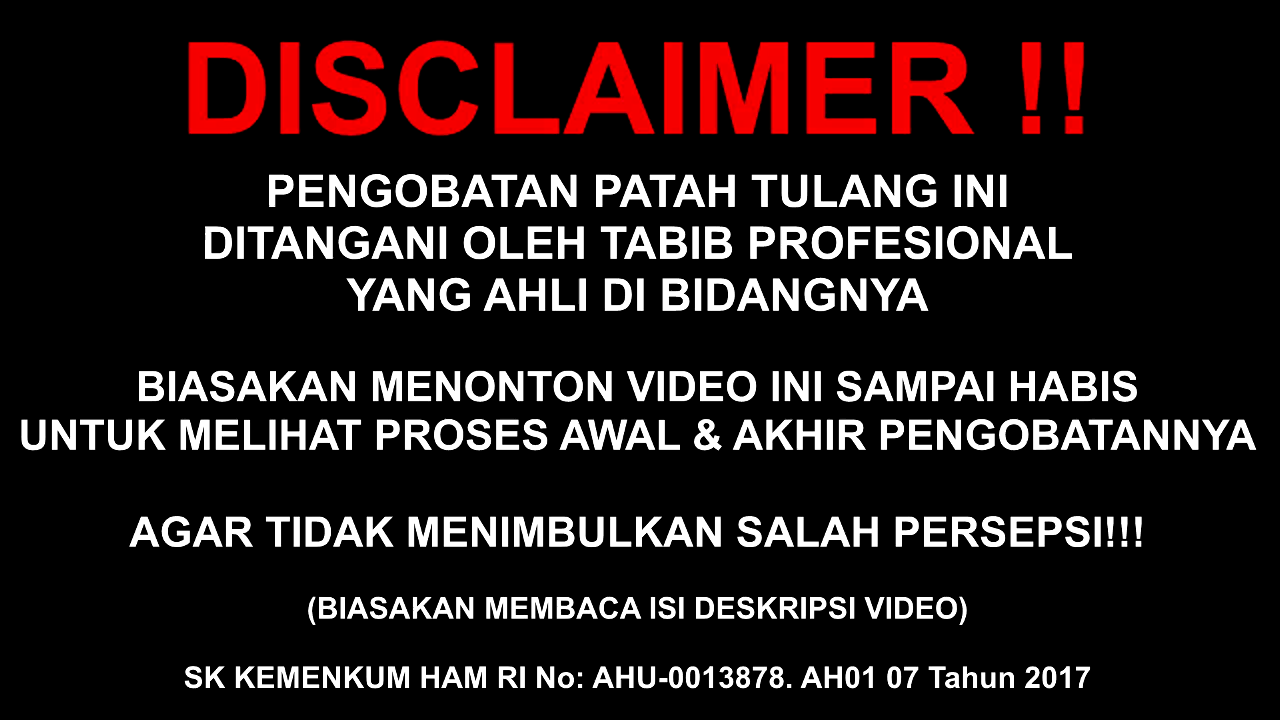 DISCLAIMER !!
PENGOBATAN PATAH TULANG INI
DITANGANI OLEH TABIB PROFESIONAL
YANG AHLI DI BIDANGNYA
BIASAKAN MENONTON VIDEO INI SAMPAI HABIS
UNTUK MELIHAT PROSES AWAL & AKHIR PENGOBATANNYA
AGAR TIDAK MENIMBULKAN SALAH PERSEPSI!!!
(BIASAKAN MEMBACA ISI DESKRIPSI VIDEO)
SK KEMENKUM HAM RI No: AHU-0013878. AH01 07 Tahun 2017